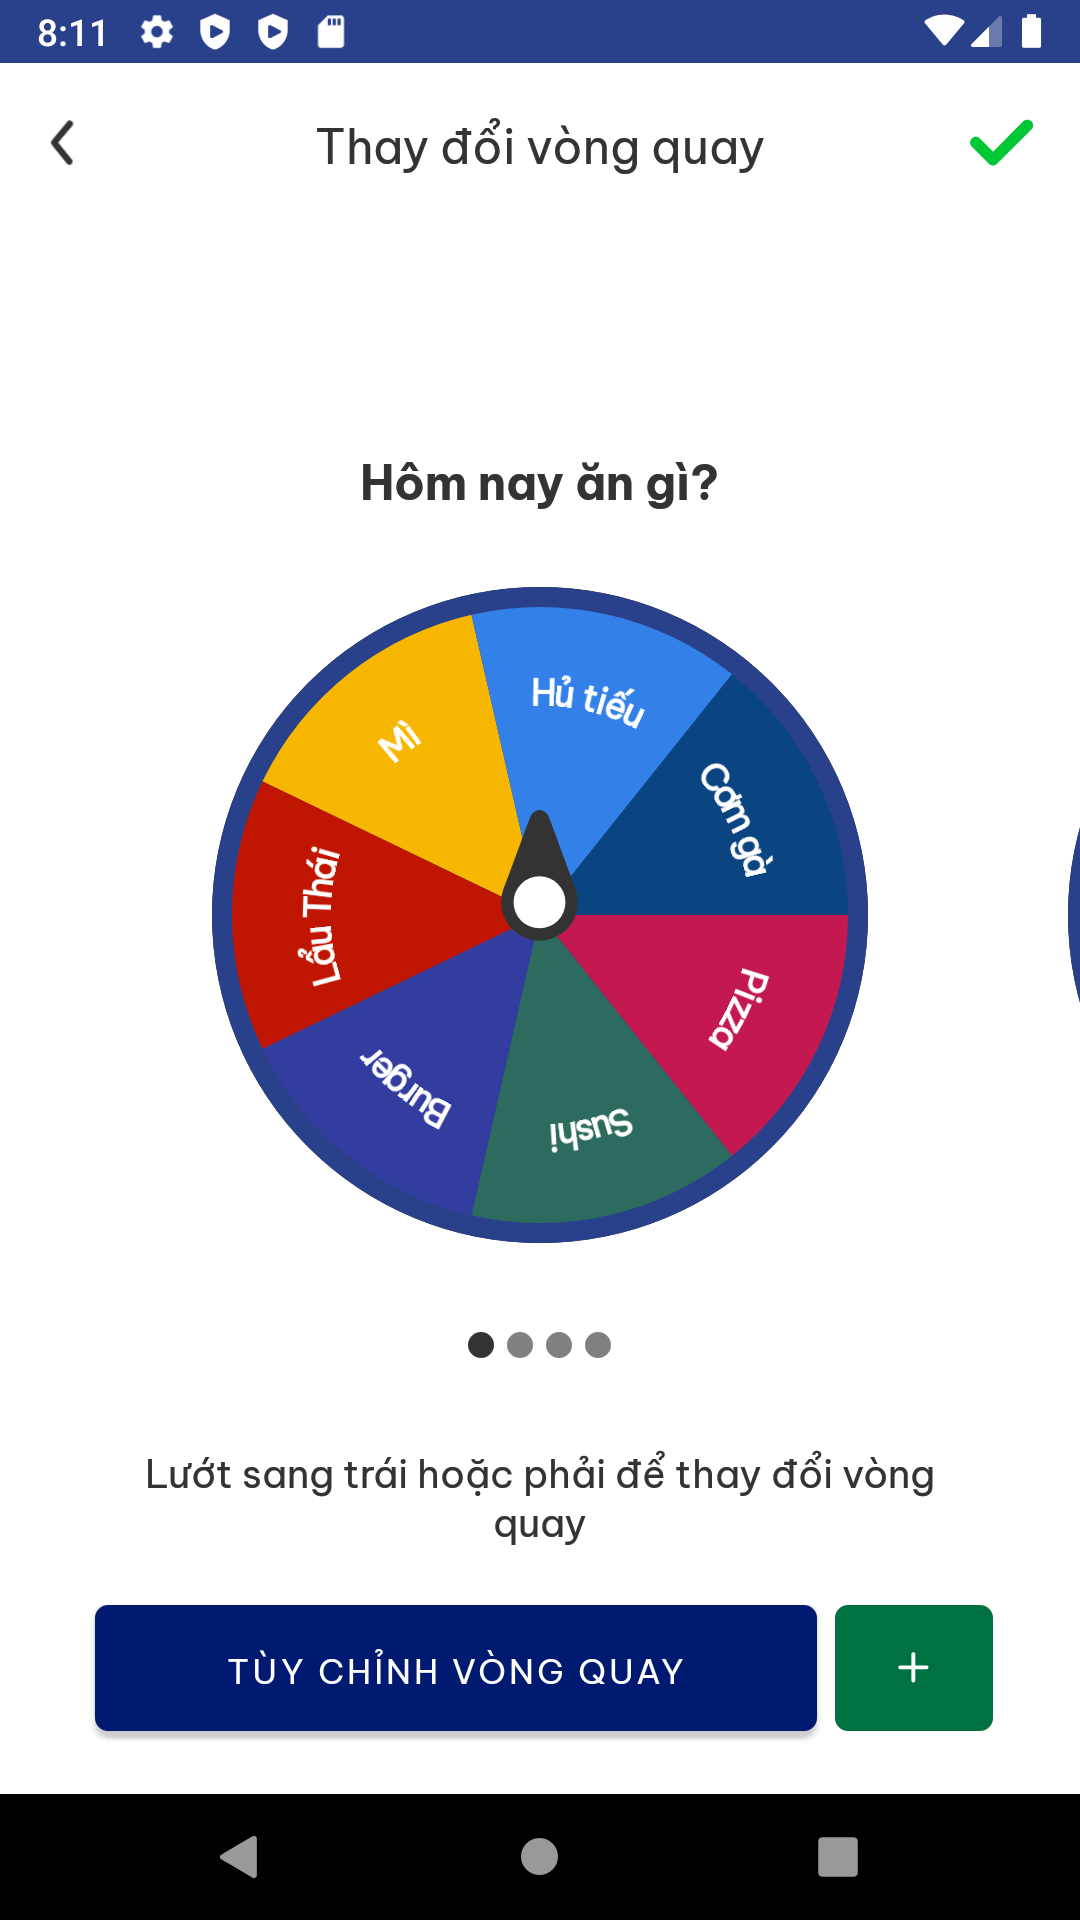 8:11
Thay đổi vòng quay
Hôm nay ăn gì?
Hủ tiếu
Cơm gà
Pizza
Sushi
Burger
Lẩu Thái
Mì
Lướt sang trái hoặc phải để thay đổi vòng
quay
TÙY CHỈNH VÒNG QUAY
+